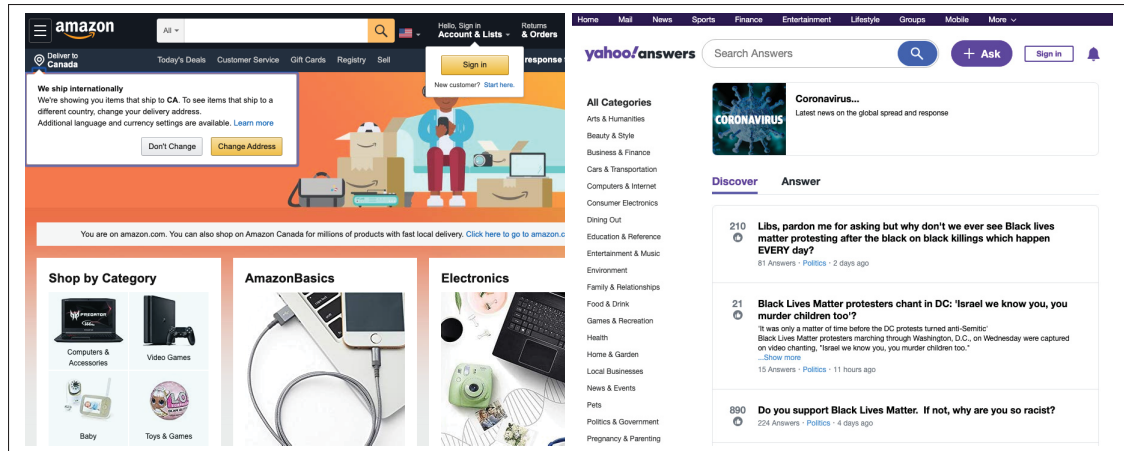 amazon
All
Hello, Sign in
Account & Lists
Returns
& Orders
Deliver to
Canada
Today's Deals Customer Service Gift Cards Registry Sell
response
Sign in
New customer? Start here.
We ship internationally
We're showing you items that ship to CA. To see items that ship to a
different country, change your delivery address.
Additional language and currency settings are available. Learn more
Don't Change Change Address
You are on amazon.com. You can also shop on Amazon Canada for millions of products with fast local delivery. Click here to go to amazon.c
Shop by Category
PREDATOR
Computers &
Accessories
Video Games
Baby
Toys & Games
AmazonBasics
Electronics
Home Mail News Sports Finance Entertainment Lifestyle Groups Mobile More
yahoo!answers
Search Answers
+ Ask
Sign in
All Categories
Arts & Humanities
Beauty & Style
Business & Finance
Cars & Transportation
Computers & Internet
Consumer Electronics
Dining Out
Education & Reference
Entertainment & Music
Environment
Family & Relationships
Food & Drink
Games & Recreation
Health
Home & Garden
Local Businesses
News & Events
Pets
Politics & Government
Pregnancy & Parenting
CORONAVIRUS
Coronavirus...
Latest news on the global spread and response
Discover Answer
210
Libs, pardon me for asking but why don't we ever see Black lives
matter protesting after the black on black killings which happen
EVERY day?
81 Answers · Politics · 2 days ago
21
Black Lives Matter protesters chant in DC: 'Israel we know you, you
murder children too'?
'It was only a matter of time before the DC protests turned anti-Semitic'
Black Lives Matter protesters marching through Washington, D.C., on Wednesday were captured
on video chanting, "Israel we know you, you murder children too."
...Show more
15 Answers · Politics · 11 hours ago
890
Do you support Black Lives Matter. If not, why are you so racist?
224 Answers · Politics · 4 days ago